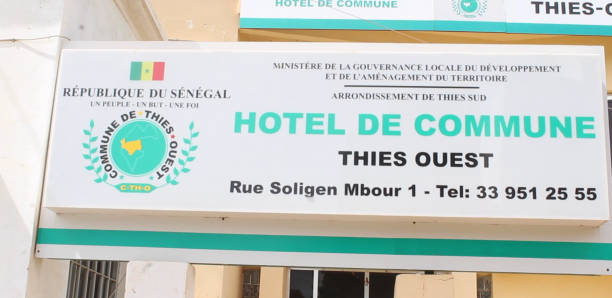 HOTEL DE COMMUNE
THIES-O
RÉPUBLIQUE DU SÉNÉGAL
UN PEUPLE - UN BUT - UNE FOI
COMMUNE DE THIES OUEST
C-TH-O
MINISTÈRE DE LA GOUVERNANCE LOCALE DU DÉVELOPPEMENT
ET DE L'AMÉNAGEMENT DU TERRITOIRE
ARRONDISSEMENT DE THIES SUD
HOTEL DE COMMUNE
THIES OUEST
Rue Soligen Mbour 1 - Tel: 33 951 25 55